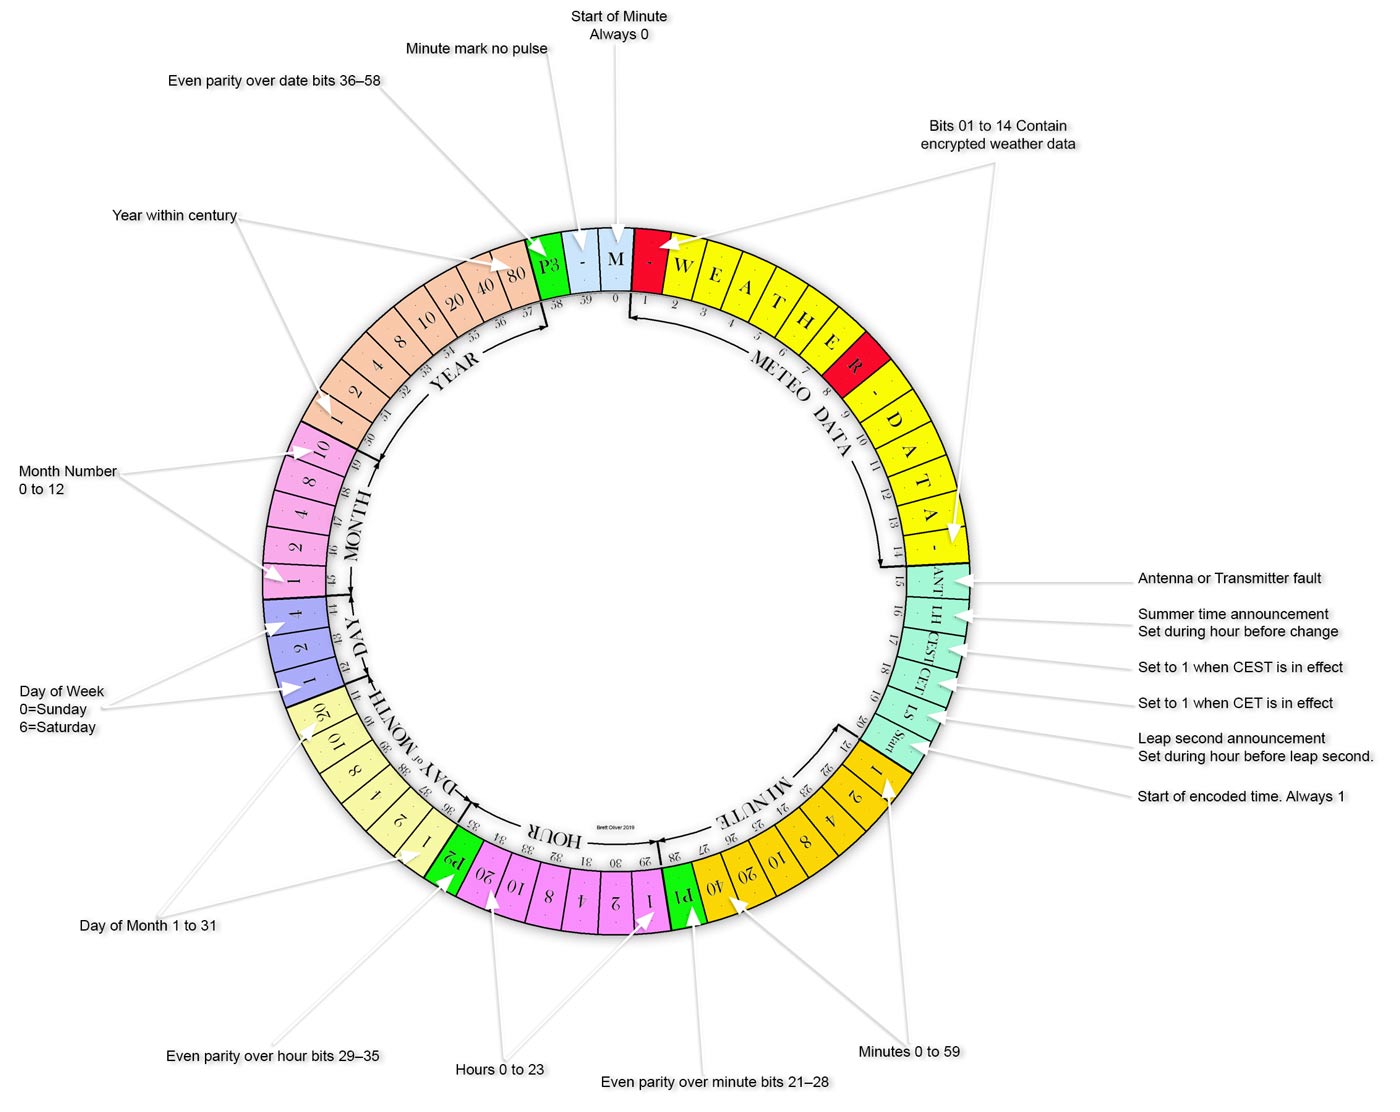 Start of Minute
Always 0
Minute mark no pulse
Even parity over date bits 36–58
Bits 01 to 14 Contain
encrypted weather data
Year within century
Month Number
0 to 12
Day of Week
0=Sunday
6=Saturday
Day of Month 1 to 31
Even parity over hour bits 29–35
Hours 0 to 23
Even parity over minute bits 21–28
Minutes 0 to 59
Antenna or Transmitter fault
Summer time announcement
Set during hour before change
Set to 1 when CEST is in effect
Set to 1 when CET is in effect
Leap second announcement
Set during hour before leap second.
Start of encoded time. Always 1
M - W E A T H E R - D A T A -
ANT LH CEST CET LS Start
1 2 4 8 10 20 40 P1
1 2 4 8 10 20 P2
1 2 4 8 10 20
1 2 4
1 2 4 8 10
1 2 4 8 10 20 40 80 P3 -
0 1 2 3 4 5 6 7 8 9 10 11 12 13 14 15 16 17 18 19 20 21 22 23 24 25 26 27 28 29 30 31 32 33 34 35 36 37 38 39 40 41 42 43 44 45 46 47 48 49 50 51 52 53 54 55 56 57 58 59
METEO DATA
MINUTE
HOUR
DAY of MONTH
DAY
MONTH
YEAR
Brett Oliver 2019